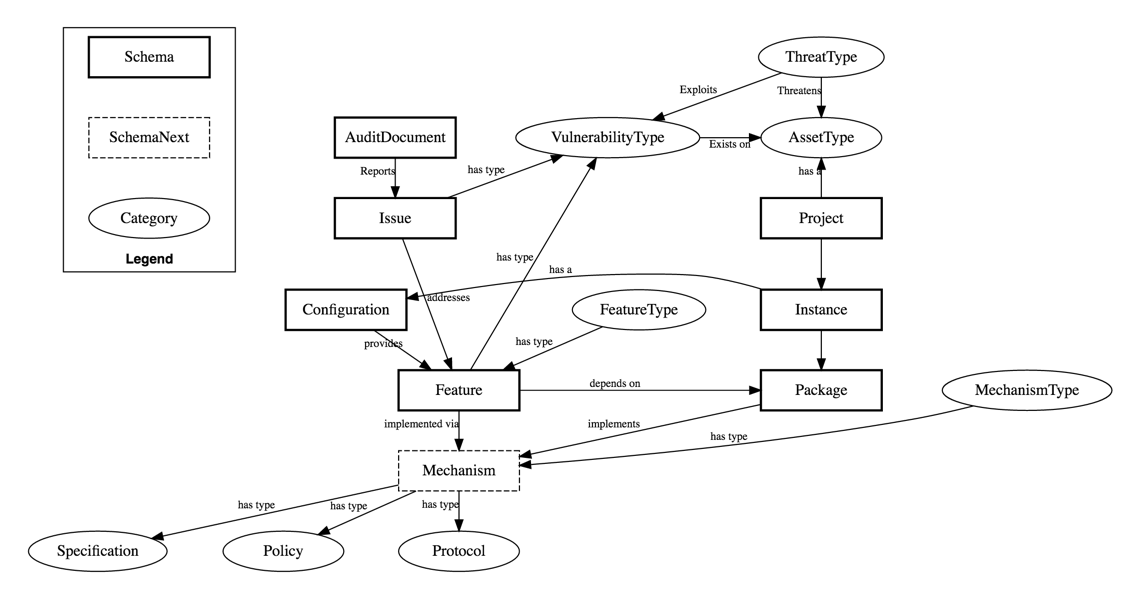 Schema
SchemaNext
Category
Legend
ThreatType
Exploits
Threatens
AuditDocument
VulnerabilityType
Exists on
AssetType
Reports
has type
has a
Issue
Project
has type
has a
Configuration
addresses
FeatureType
Instance
provides
has type
Feature
depends on
Package
MechanismType
implemented via
implements
has type
Mechanism
has type
has type
has type
Specification
Policy
Protocol